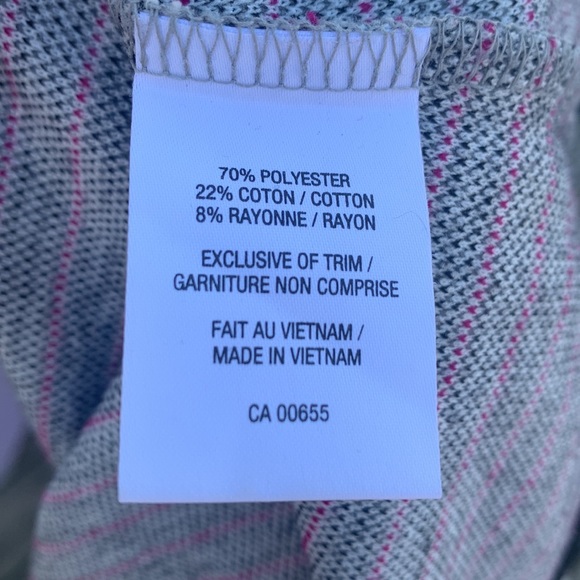 70% POLYESTER
22% COTON / COTTON
8% RAYONNE / RAYON
EXCLUSIVE OF TRIM /
GARNITURE NON COMPRISE
FAIT AU VIETNAM /
MADE IN VIETNAM
CA 00655